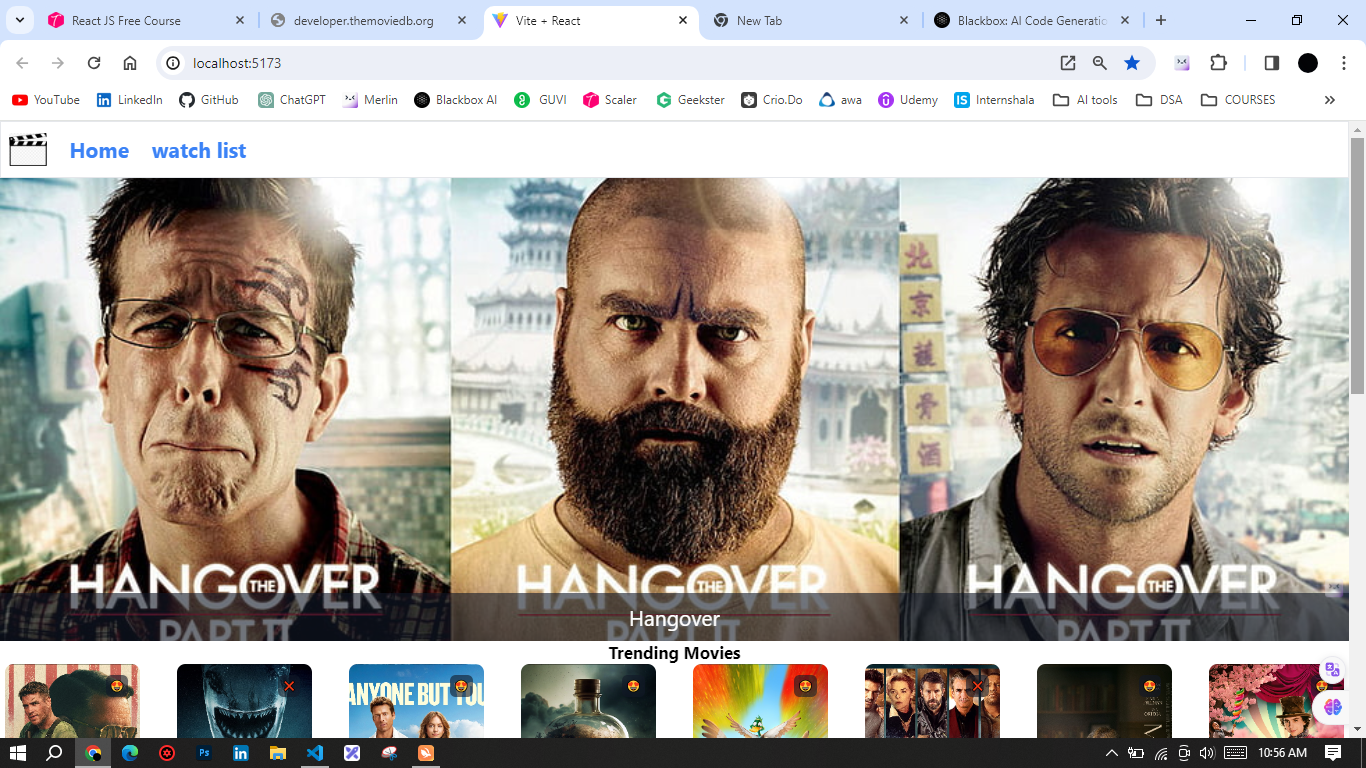 React JS Free Course
developer.themoviedb.org
Vite + React
New Tab
Blackbox: AI Code Generatio
localhost:5173
YouTube
LinkedIn
GitHub
ChatGPT
Merlin
Blackbox AI
GUVI
Scaler
Geekster
Crio.Do
awa
Udemy
Internshala
AI tools
DSA
COURSES
Home
watch list
北
京
龍
骨
酒
THE HANGOVER
PART II
THE HANGOVER
PART II
THE HANGOVER
PART II
Hangover
Trending Movies
ANYONE BUT YOU
10:56 AM